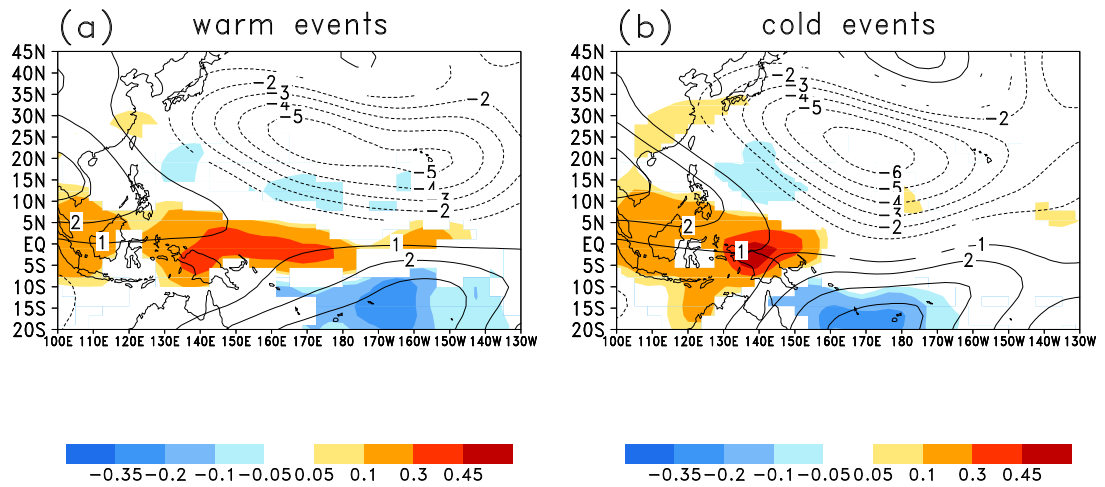 (a) warm events
(b) cold events
45N
40N
35N
30N
25N
20N
15N
10N
5N
EQ
5S
10S
15S
20S
100E 110E 120E 130E 140E 150E 160E 170E 180 170W 160W 150W 140W 130W
-2
-3
-4
-5
-2
-5
-4
-3
-2
2
1
1
2
45N
40N
35N
30N
25N
20N
15N
10N
5N
EQ
5S
10S
15S
20S
100E 110E 120E 130E 140E 150E 160E 170E 180 170W 160W 150W 140W 130W
-2
-3
-4
-5
-2
-6
-5
-4
-3
-2
2
1
1
2
-0.35 -0.2 -0.1 -0.05 0.05 0.1 0.3 0.45
-0.35 -0.2 -0.1 -0.05 0.05 0.1 0.3 0.45